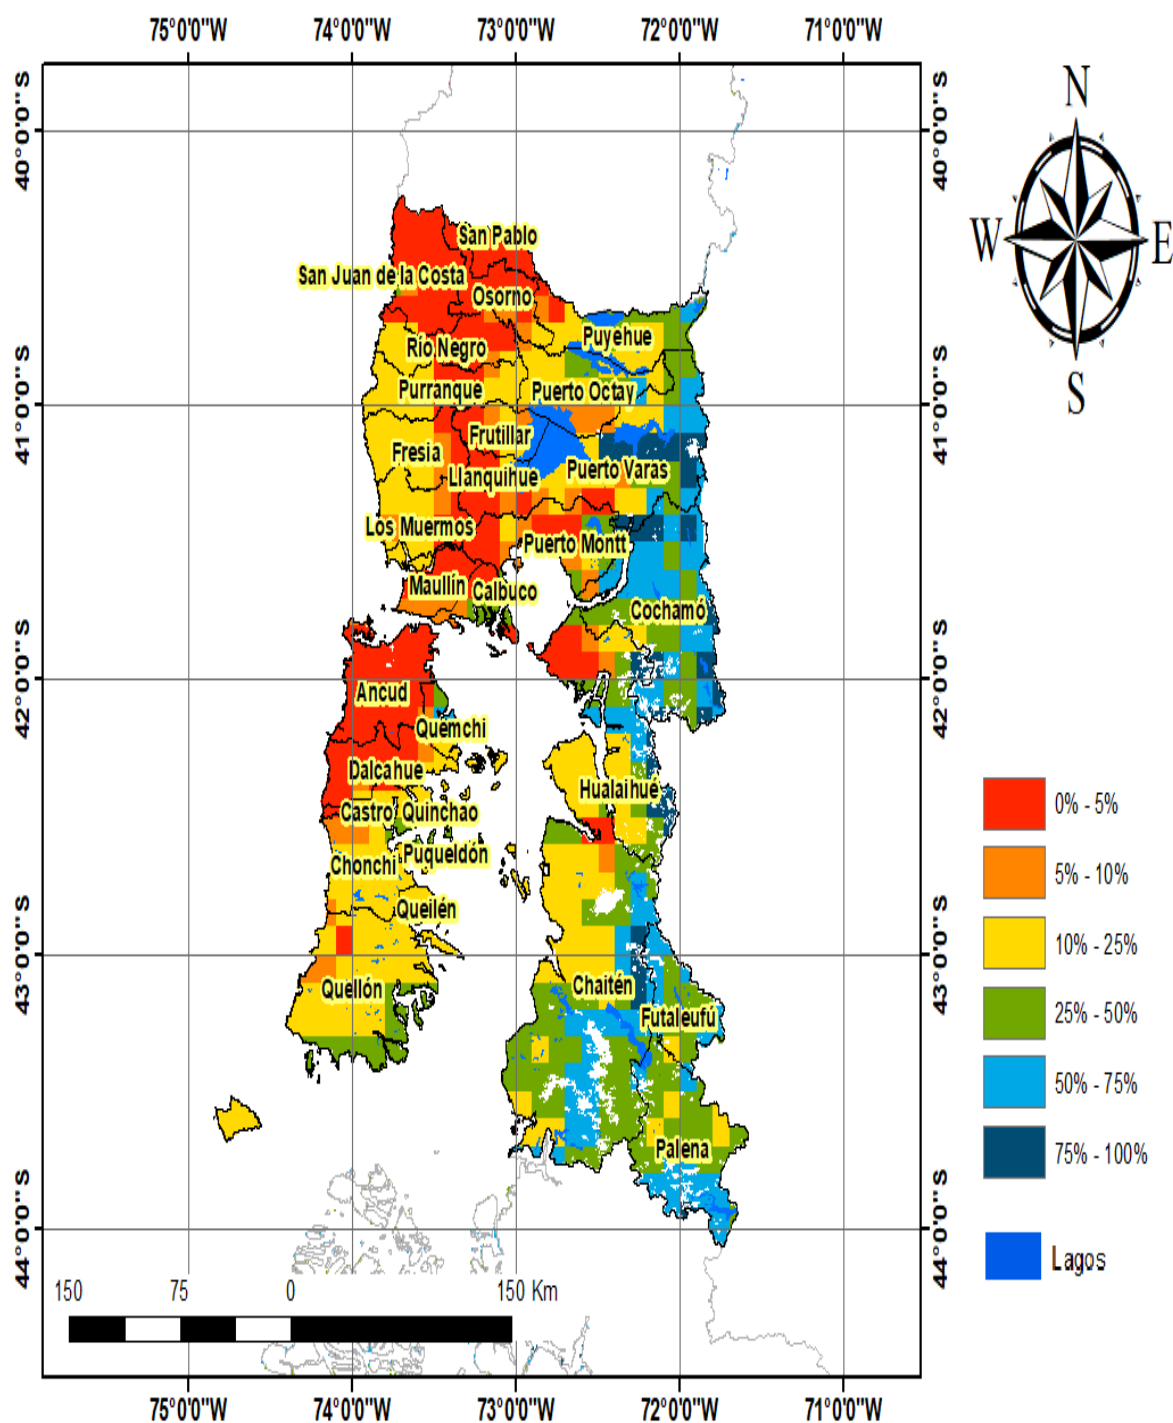 75°0'0"W 74°0'0"W 73°0'0"W 72°0'0"W 71°0'0"W
N
W E
S
40°0'0"S 40°0'0"S
San Pablo
San Juan de la Costa
Osorno
Puyehue
Río Negro
Purranque Puerto Octay
41°0'0"S 41°0'0"S
Frutillar
Fresia
Llanquihue Puerto Varas
Los Muermos
Puerto Montt
Maullín Calbuco
Cochamó
42°0'0"S 42°0'0"S
Ancud
Quemchi
Dalcahue
Hualaihué
Castro Quinchao
Chonchi Puqueldón
Queilén
43°0'0"S 43°0'0"S
Quellón Chaitén
Futaleufú
Palena
44°0'0"S 44°0'0"S
0% - 5%
5% - 10%
10% - 25%
25% - 50%
50% - 75%
75% - 100%
Lagos
150 75 0 150 Km
75°0'0"W 74°0'0"W 73°0'0"W 72°0'0"W 71°0'0"W